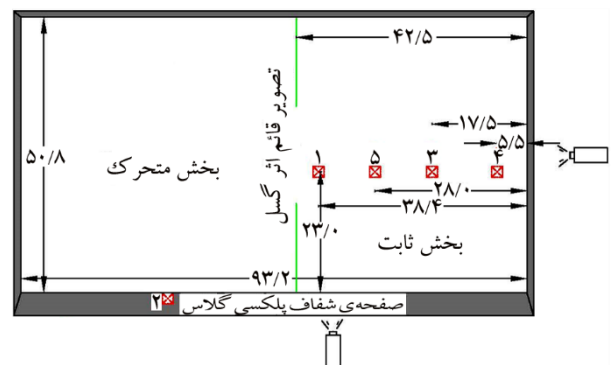 ۴۲/۵
تصویر قائم اثر گسل
۱۷/۵
۵/۵
۵۰/۸
بخش متحرک
۱ ۵ ۳ ۴
۲۸/۰
۳۸/۴
۲۳/۰
بخش ثابت
۹۳/۲
صفحه‌ی شفاف پلکسی گلاس ۲